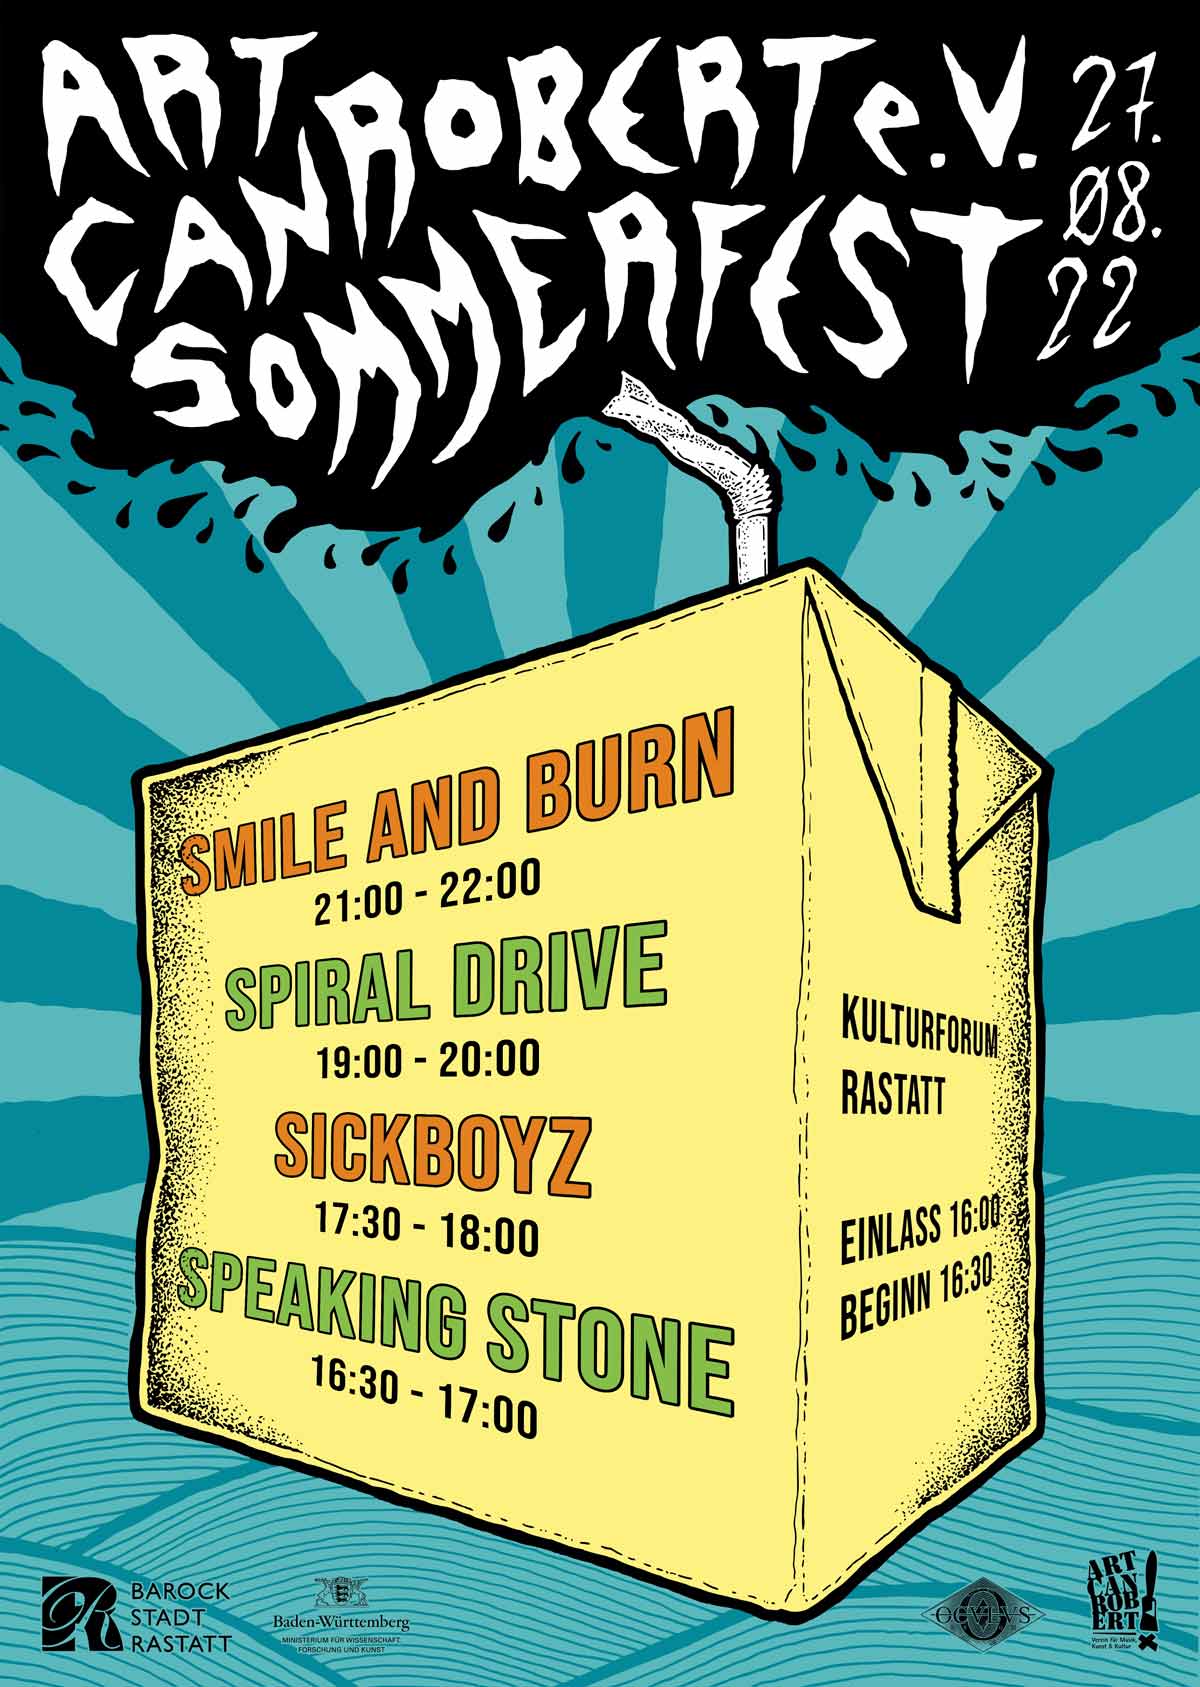 ART
CAN ROBERT e.V.
SOMMERFEST
27.
08.
22
SMILE AND BURN
21:00 - 22:00
SPIRAL DRIVE
19:00 - 20:00
SICKBOYZ
17:30 - 18:00
SPEAKING STONE
16:30 - 17:00
KULTURFORUM
RASTATT
EINLASS 16:00
BEGINN 16:30
R
BAROCK
STADT
RASTATT
Baden-Württemberg
MINISTERIUM FÜR WISSENSCHAFT,
FORSCHUNG UND KUNST
OCVLVS
ART
CAN
ROB
ERT!
Verein für Musik,
Kunst & Kultur